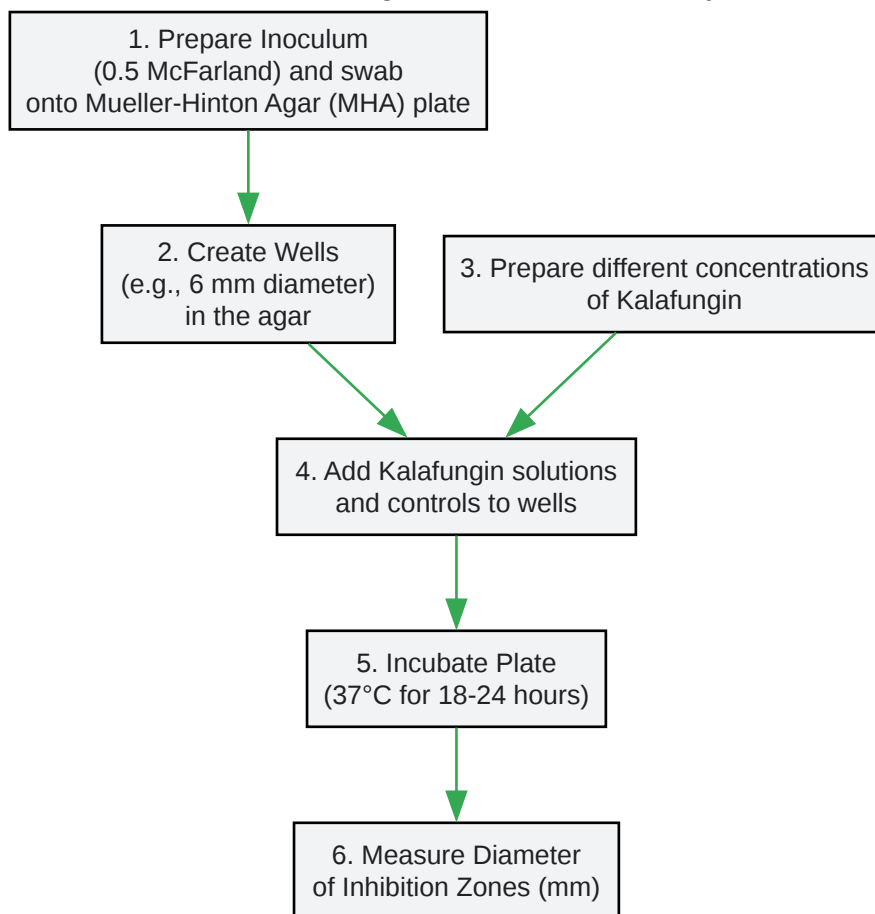 1. Prepare Inoculum
(0.5 McFarland) and swab
onto Mueller-Hinton Agar (MHA) plate
2. Create Wells
(e.g., 6 mm diameter)
in the agar
3. Prepare different concentrations
of Kalafungin
4. Add Kalafungin solutions
and controls to wells
5. Incubate Plate
(37°C for 18-24 hours)
6. Measure Diameter
of Inhibition Zones (mm)